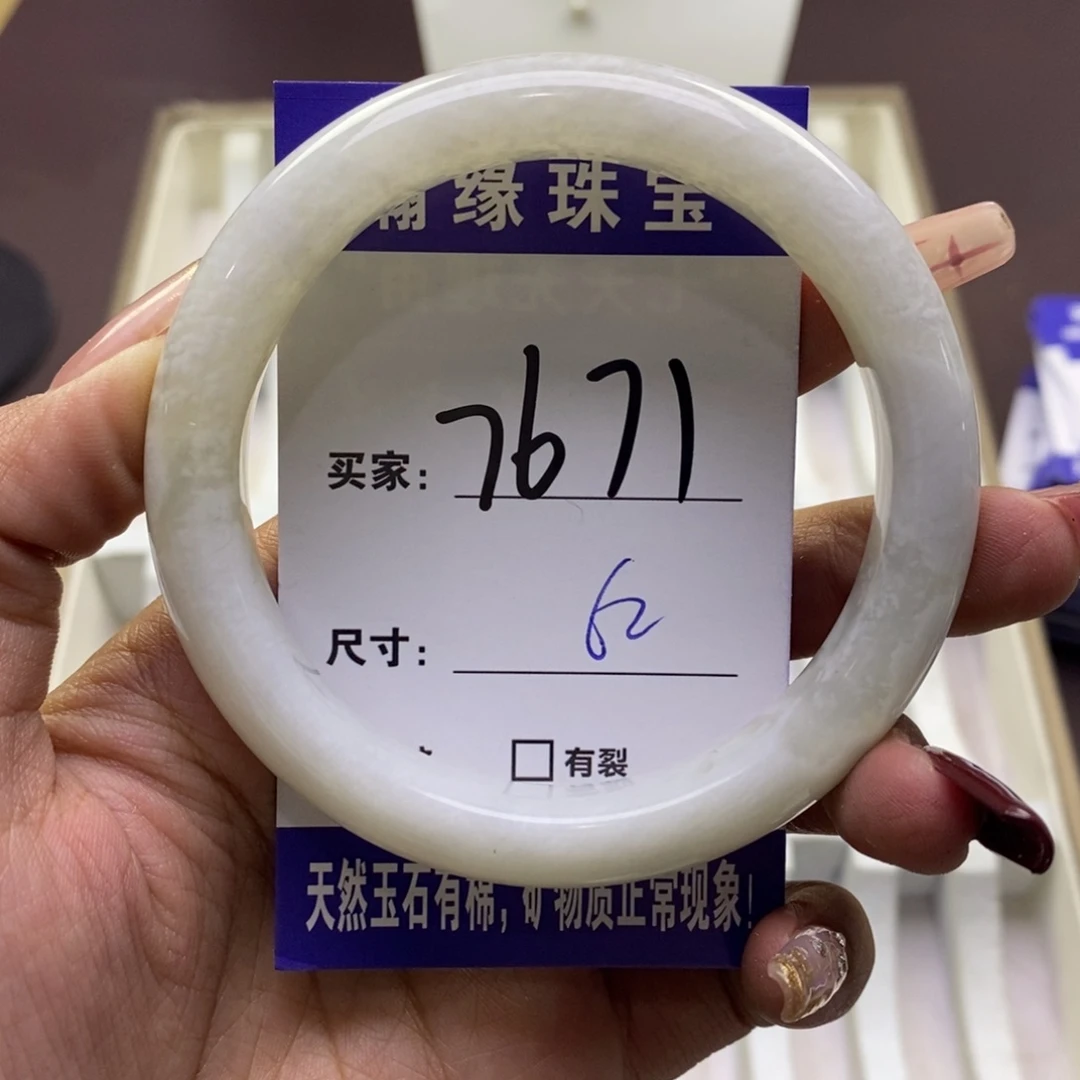 缘珠宝
买家: 7671
尺寸: 62
□ 有裂
天然玉石有棉, 矿物质正常现象!